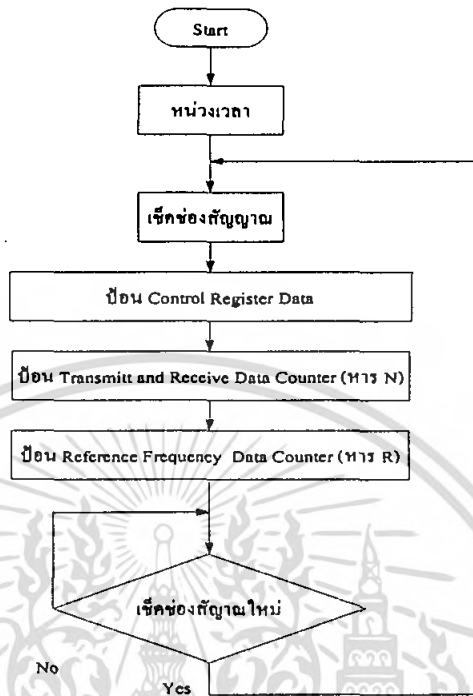 Start
หน่วงเวลา
เช็คช่องสัญญาณ
ป้อน Control Register Data
ป้อน Transmitt and Receive Data Counter (หาร N)
ป้อน Reference Frequency Data Counter (หาร R)
เช็คช่องสัญญาณใหม่
No
Yes